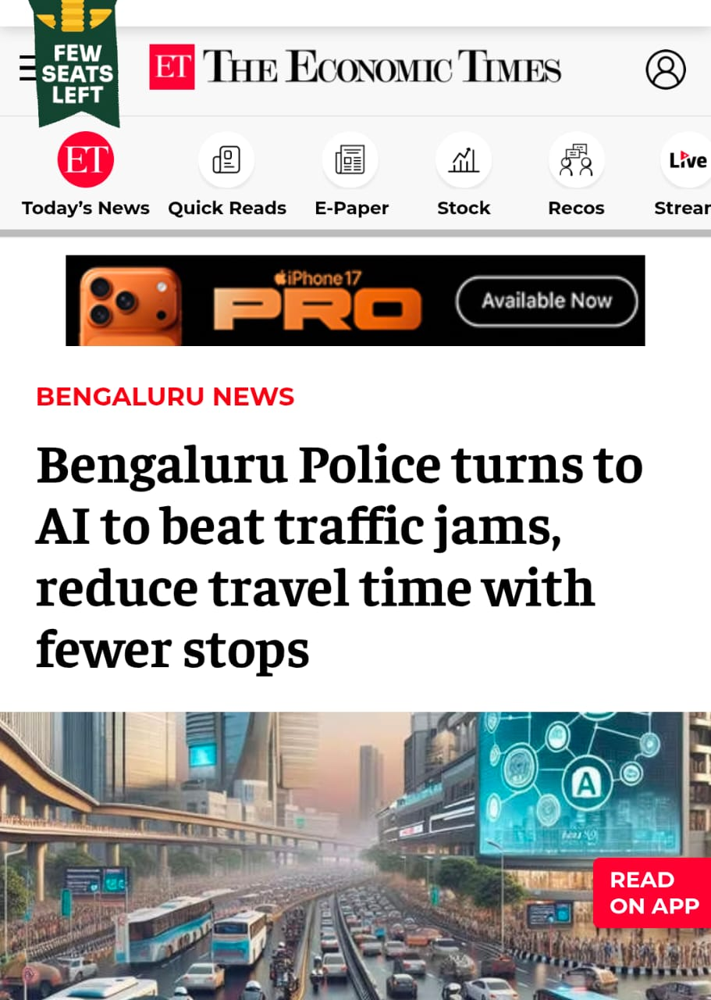 FEW
SEATS
LEFT
ET THE ECONOMIC TIMES
ET
Today's News
Quick Reads
E-Paper
Stock
Recos
Live
Strear
iPhone 17
PRO
Available Now
BENGALURU NEWS
Bengaluru Police turns to
AI to beat traffic jams,
reduce travel time with
fewer stops
A
READ
ON APP